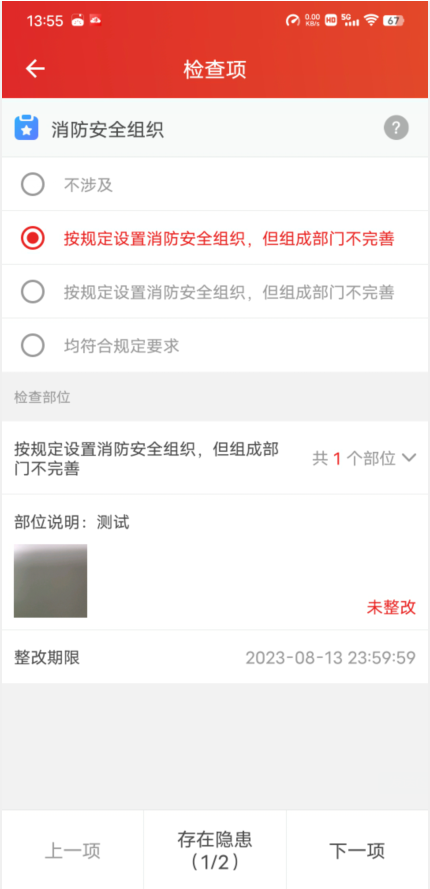 13:55
0.00
KB/s
HD
5G
67
检查项
消防安全组织
?
不涉及
按规定设置消防安全组织，但组成部门不完善
按规定设置消防安全组织，但组成部门不完善
均符合规定要求
检查部位
按规定设置消防安全组织，但组成部
门不完善
共 1 个部位
部位说明：测试
未整改
整改期限
2023-08-13 23:59:59
上一项
存在隐患
（1/2）
下一项